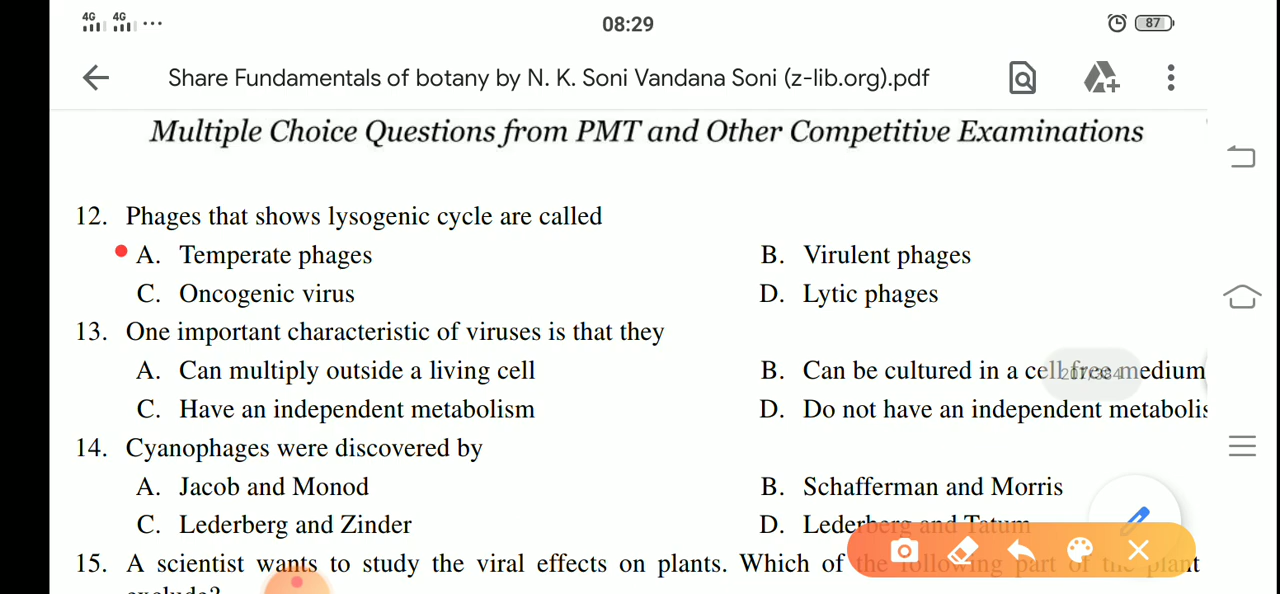 4G 4G ... 08:29 87
Share Fundamentals of botany by N. K. Soni Vandana Soni (z-lib.org).pdf
Multiple Choice Questions from PMT and Other Competitive Examinations
12. Phages that shows lysogenic cycle are called
A. Temperate phages B. Virulent phages
C. Oncogenic virus D. Lytic phages
13. One important characteristic of viruses is that they
A. Can multiply outside a living cell B. Can be cultured in a cell free medium
C. Have an independent metabolism D. Do not have an independent metabolis
14. Cyanophages were discovered by
A. Jacob and Monod B. Schafferman and Morris
C. Lederberg and Zinder D. Lederberg and Tatum
15. A scientist wants to study the viral effects on plants. Which of the following part of the plant